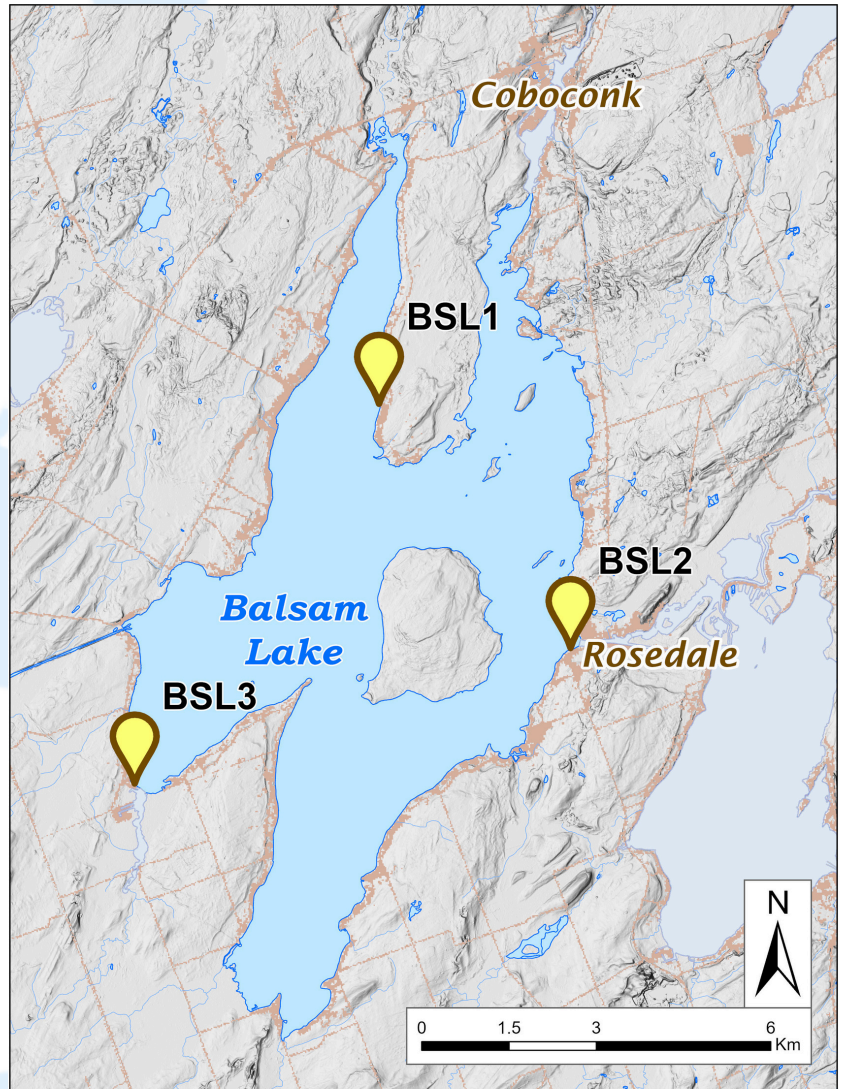 Coboconk
BSL1
BSL2
Balsam
Lake
Rosedale
BSL3
N
0 1.5 3 6
Km